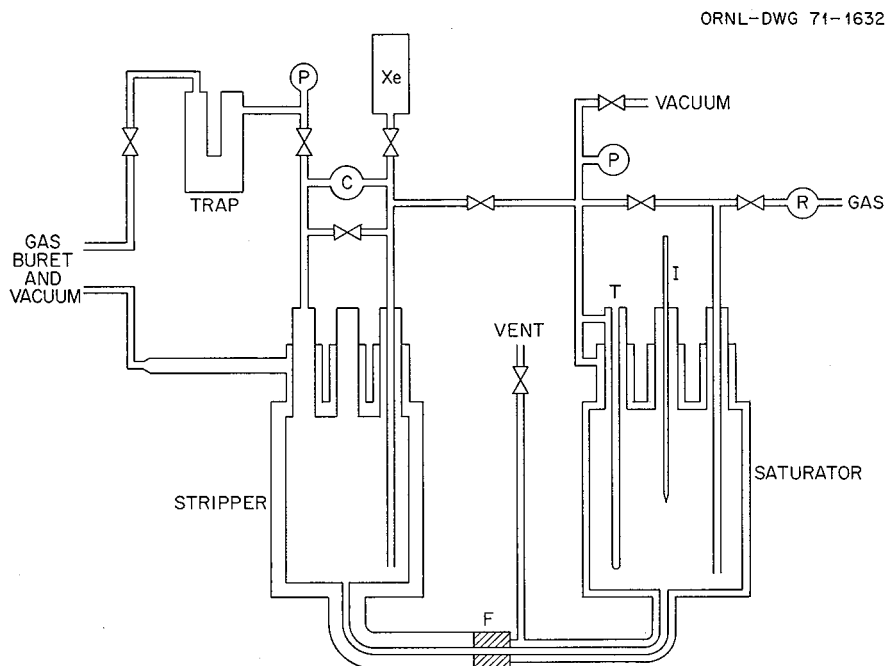 ORNL-DWG 71-1632
P
Xe
VACUUM
P
C
R
GAS
TRAP
GAS
BURET
AND
VACUUM
T
I
VENT
STRIPPER
SATURATOR
F